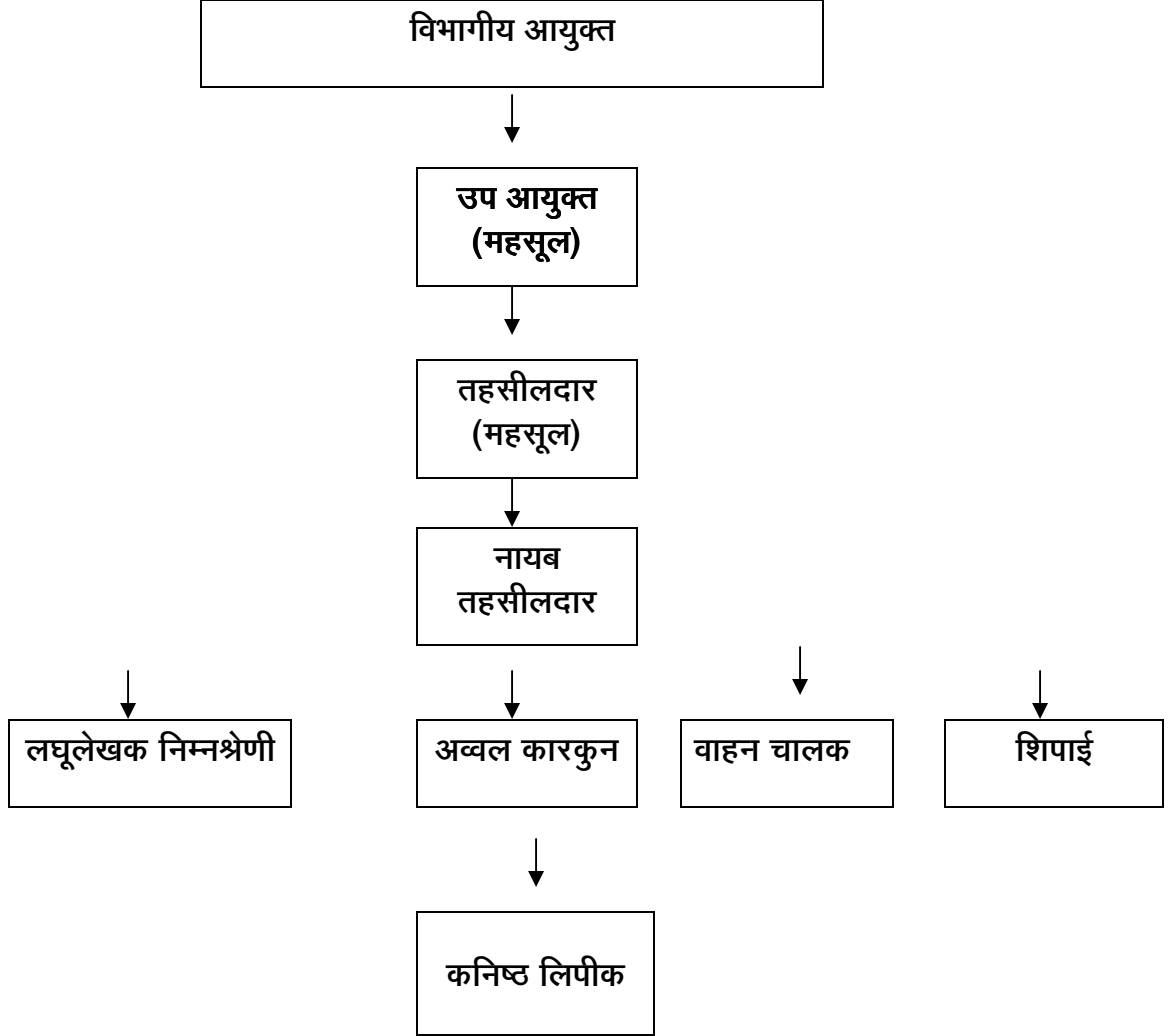 विभागीय आयुक्त
उप आयुक्त
(महसूल)
तहसीलदार
(महसूल)
नायब
तहसीलदार
लघूलेखक निम्नश्रेणी
अव्वल कारकुन
वाहन चालक
शिपाई
कनिष्ठ लिपीक